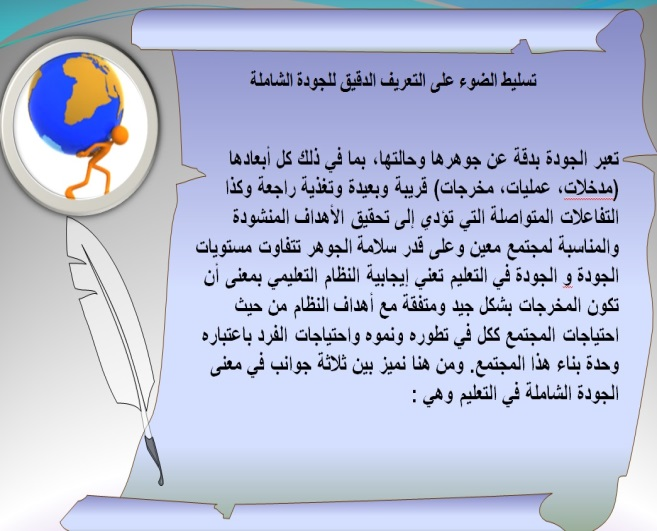 تسليط الضوء على التعريف الدقيق للجودة الشاملة
تعبر الجودة بدقة عن جوهرها وحالتها، بما في ذلك كل أبعادها
(مدخلات، عمليات، مخرجات) قريبة وبعيدة وتغذية راجعة وكذا
التفاعلات المتواصلة التي تؤدي إلى تحقيق الأهداف المنشودة
والمناسبة لمجتمع معين وعلى قدر سلامة الجوهر تتفاوت مستويات
الجودة و الجودة في التعليم تعني إيجابية النظام التعليمي بمعنى أن
تكون المخرجات بشكل جيد ومتفقة مع أهداف النظام من حيث
احتياجات المجتمع ككل في تطوره ونموه واحتياجات الفرد باعتباره
وحدة بناء هذا المجتمع. ومن هنا نميز بين ثلاثة جوانب في معنى
الجودة الشاملة في التعليم وهي :